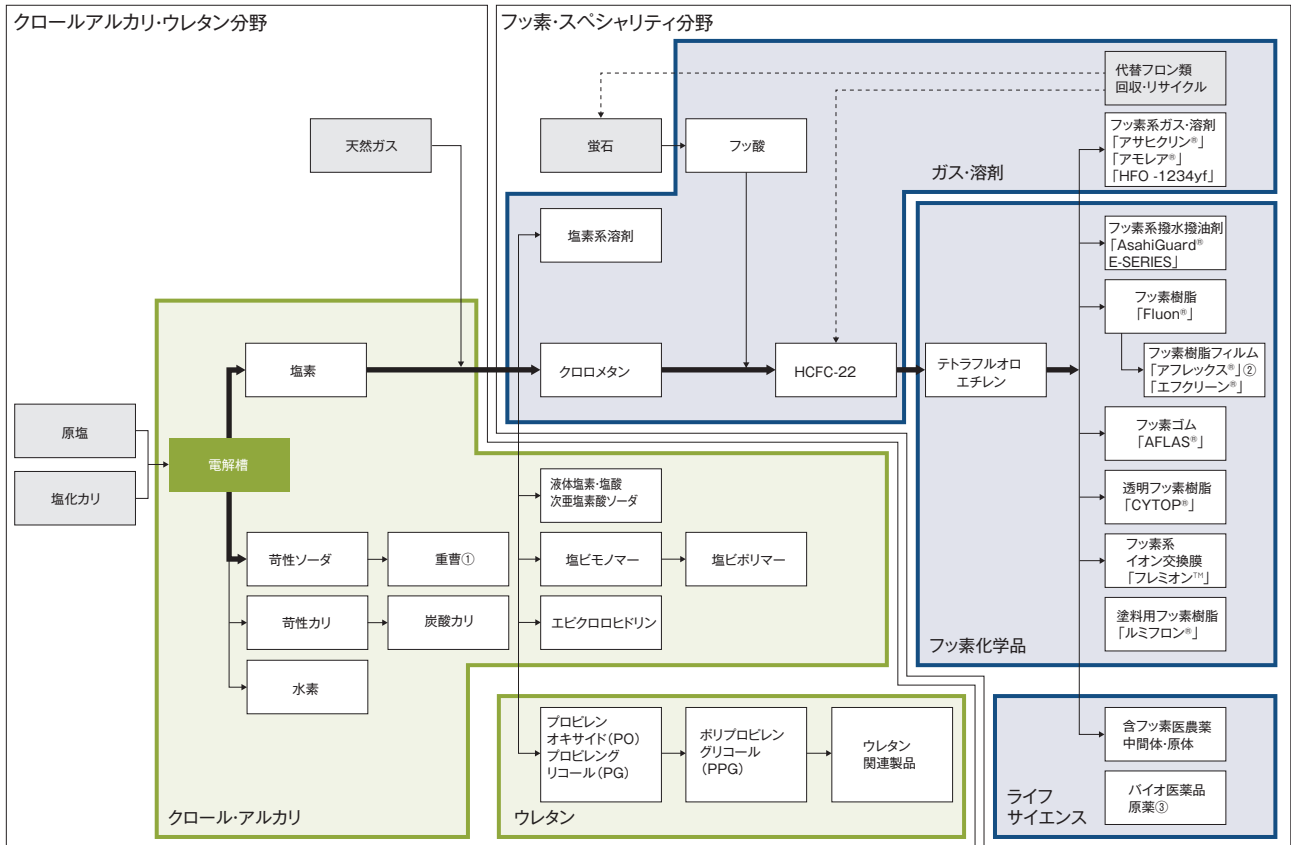 クロールアルカリ・ウレタン分野
フッ素・スペシャリティ分野
代替フロン類
回収・リサイクル
天然ガス
蛍石
フッ酸
フッ素系ガス・溶剤
「アサヒクリン®」
「アモレア®」
「HFO -1234yf」
ガス・溶剤
塩素系溶剤
フッ素系撥水撥油剤
「AsahiGuard®
E-SERIES」
フッ素樹脂
「Fluon®」
塩素
クロロメタン
HCFC-22
テトラフルオロ
エチレン
フッ素樹脂フィルム
「アフレックス®」②
「エフクリーン®」
原塩
電解槽
塩化カリ
フッ素ゴム
「AFLAS®」
液体塩素・塩酸
次亜塩素酸ソーダ
透明フッ素樹脂
「CYTOP®」
苛性ソーダ
重曹①
塩ビモノマー
塩ビポリマー
フッ素系
イオン交換膜
「フレミオン™」
苛性カリ
炭酸カリ
エピクロロヒドリン
塗料用フッ素樹脂
「ルミフロン®」
フッ素化学品
水素
プロピレン
オキサイド(PO)
プロピレング
リコール(PG)
ポリプロピレン
グリコール
(PPG)
ウレタン
関連製品
含フッ素医農薬
中間体・原体
バイオ医薬品
原薬③
クロール・アルカリ
ウレタン
ライフ
サイエンス